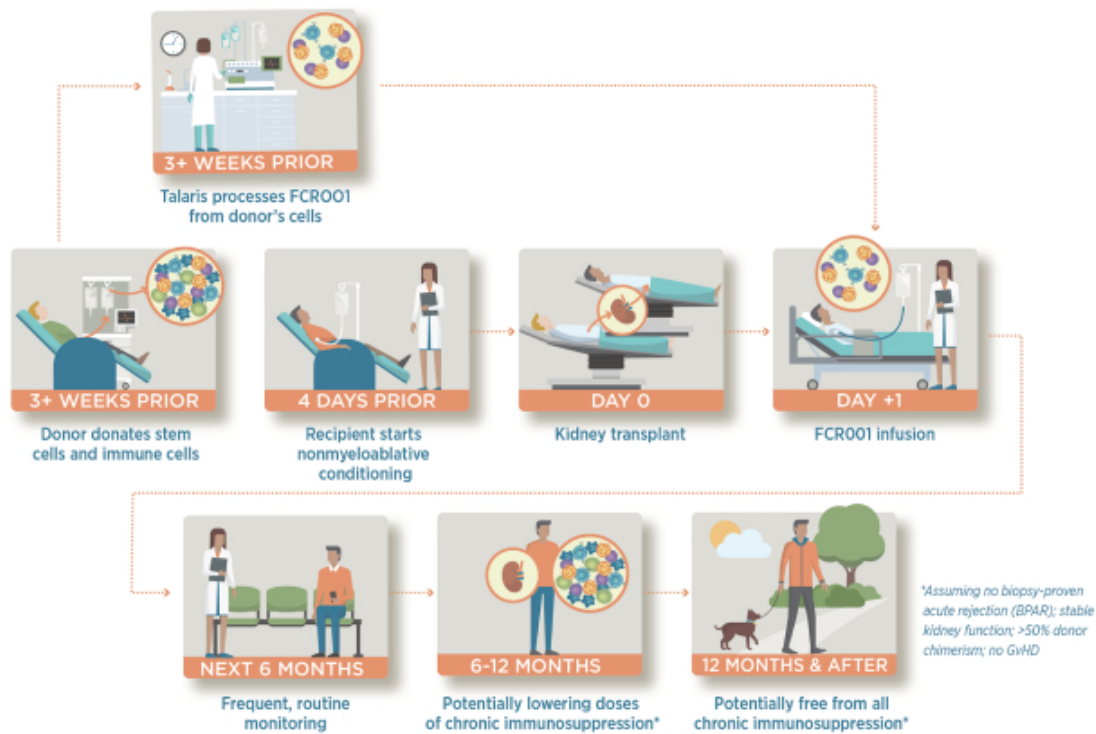 3+ WEEKS PRIOR
Talaris processes FCR001
from donor's cells
3+ WEEKS PRIOR
Donor donates stem
cells and immune cells
4 DAYS PRIOR
Recipient starts
nonmyeloablative
conditioning
DAY 0
Kidney transplant
DAY +1
FCR001 infusion
NEXT 6 MONTHS
Frequent, routine
monitoring
6-12 MONTHS
Potentially lowering doses
of chronic immunosuppression*
12 MONTHS & AFTER
Potentially free from all
chronic immunosuppression*
*Assuming no biopsy-proven
acute rejection (BPAR); stable
kidney function; >50% donor
chimerism; no GvHD